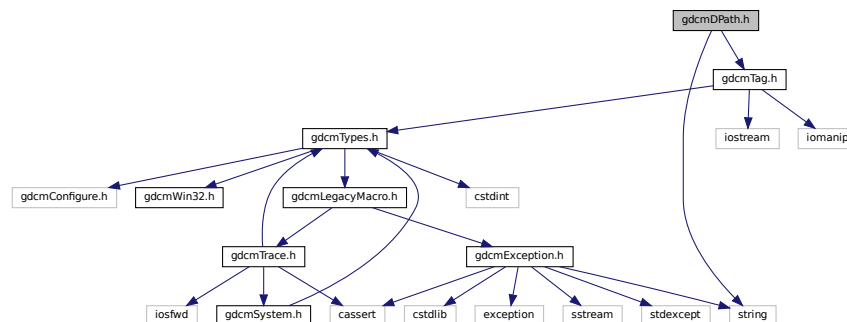 gdcmDPath.h
gdcmTag.h
gdcmTypes.h
iostream
iomanip
gdcmConfigure.h
gdcmWin32.h
gdcmLegacyMacro.h
cstdint
gdcmTrace.h
gdcmException.h
iosfwd
gdcmSystem.h
cassert
cstdlib
exception
sstream
stdexcept
string